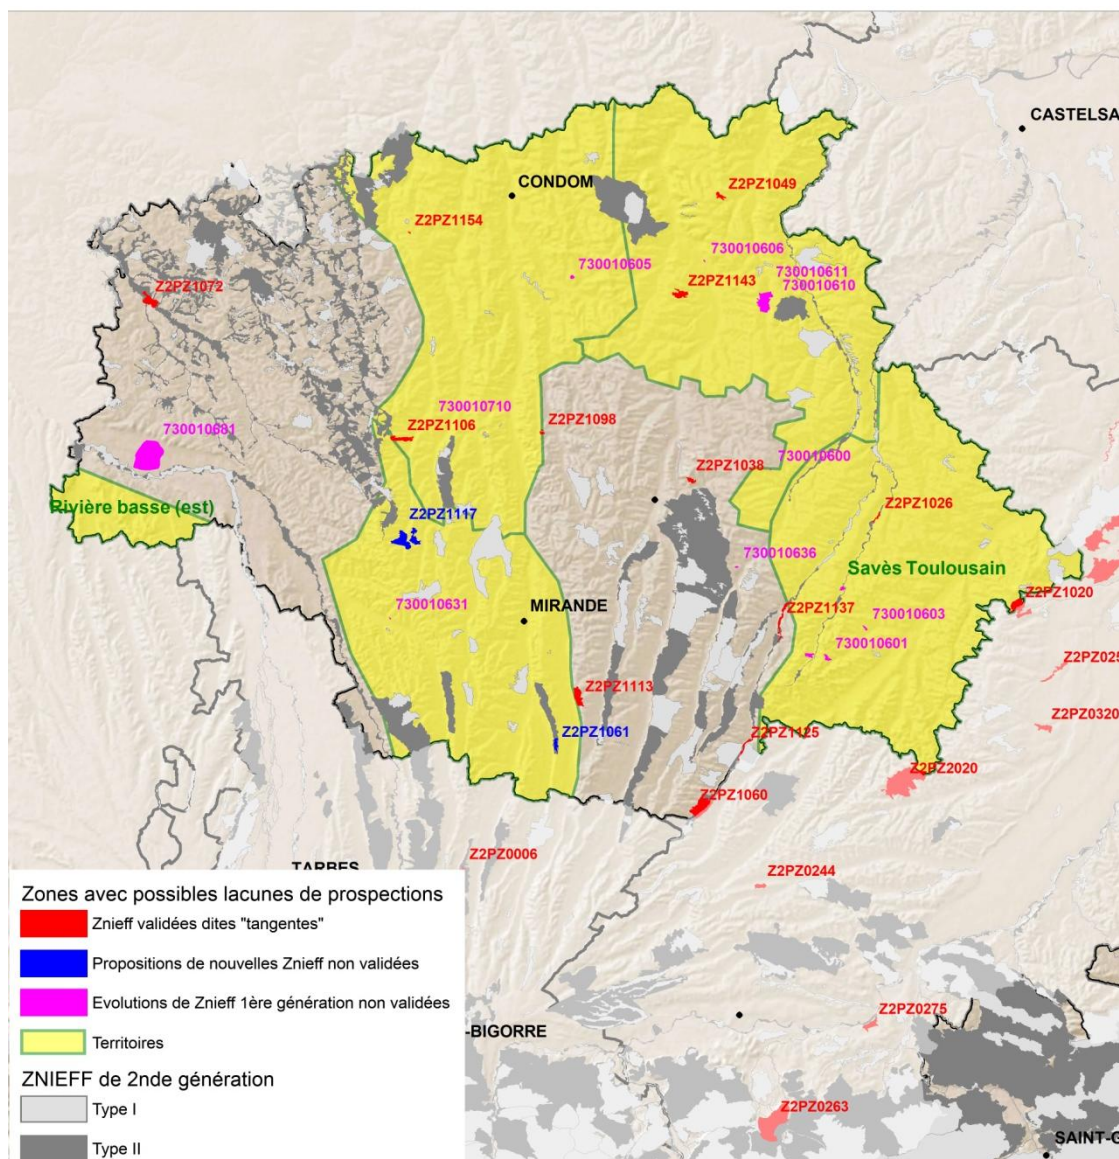 CASTELSA
CONDOM
Z2PZ1049
Z2PZ1154
730010606
730010605
730010611
Z2PZ1143
730010610
Z2PZ1072
730010710
Z2PZ1106
Z2PZ1098
730010681
730010600
Z2PZ1038
Rivière basse (est)
Z2PZ1026
Z2PZ1117
730010636
Savès Toulousain
Z2PZ1020
730010631
MIRANDE
Z2PZ1137
730010603
730010601
Z2PZ025
Z2PZ1113
Z2PZ0320
Z2PZ1061
Z2PZ1125
Z2PZ2020
Z2PZ1060
Z2PZ0006
TARBES
Z2PZ0244
Zones avec possibles lacunes de prospections
Znieff validées dites "tangentes"
Propositions de nouvelles Znieff non validées
Evolutions de Znieff 1ère génération non validées
Territoires
ZNIEFF de 2nde génération
Type I
Type II
Z2PZ0275
-BIGORRE
Z2PZ0263
SAINT-G